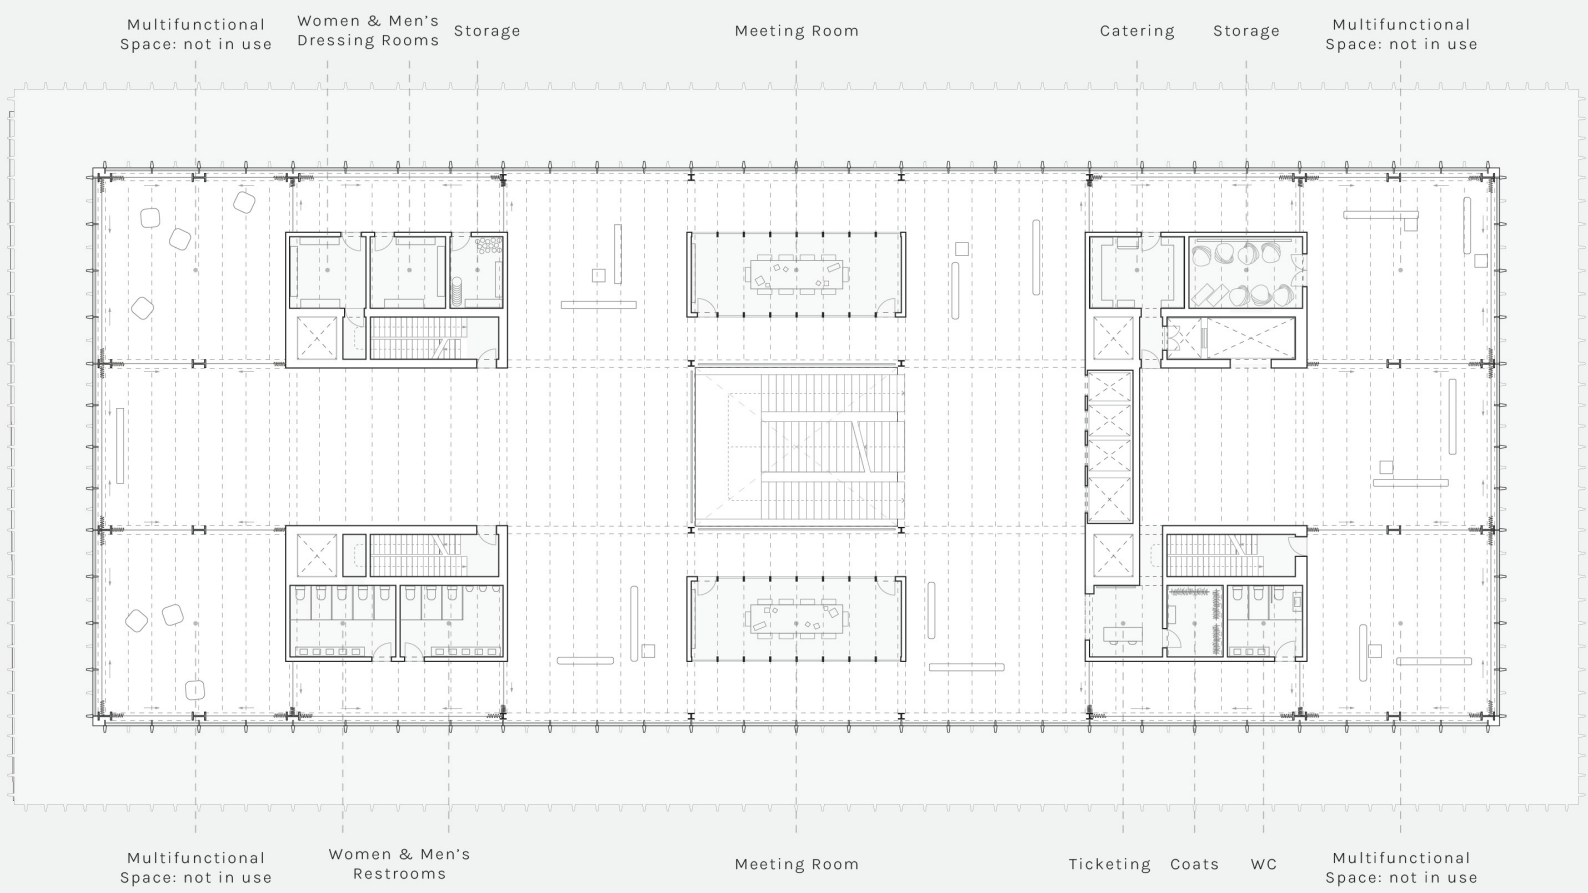 Multifunctional
Space: not in use
Women & Men's
Dressing Rooms
Storage
Meeting Room
Catering
Storage
Multifunctional
Space: not in use
Multifunctional
Space: not in use
Women & Men's
Restrooms
Meeting Room
Ticketing
Coats
WC
Multifunctional
Space: not in use